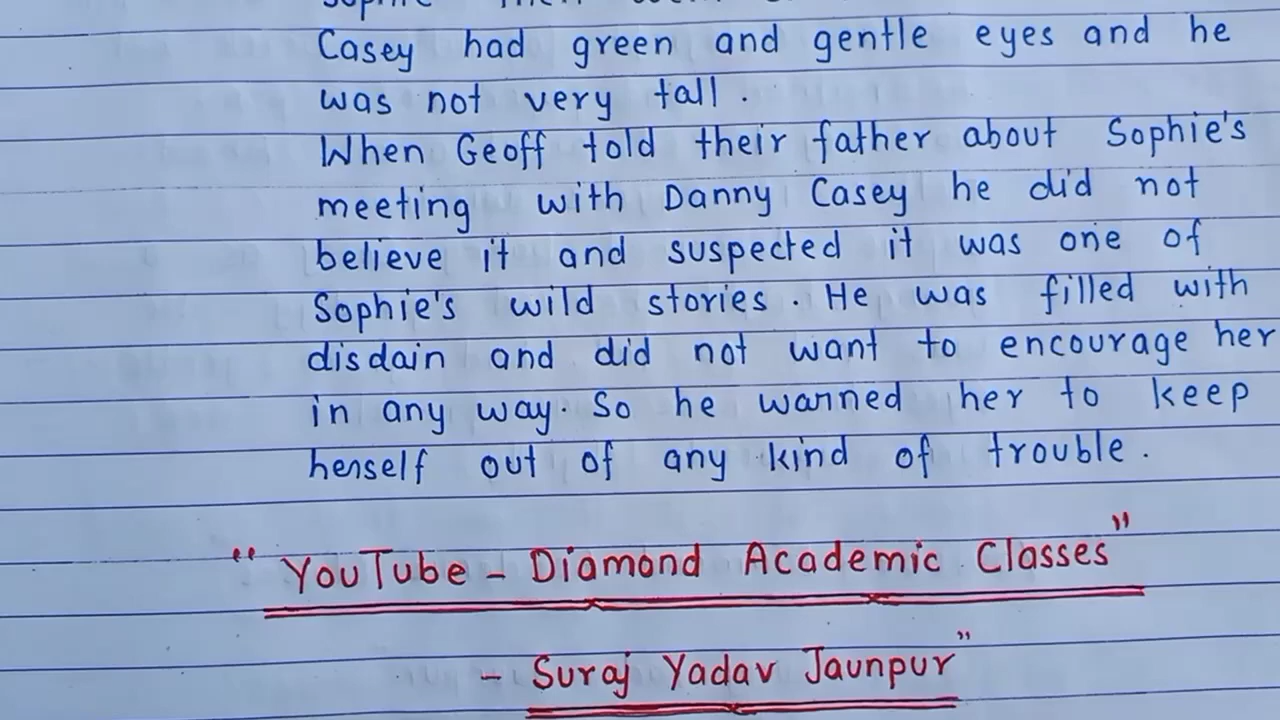 Sophie
Casey had green and gentle eyes and he
was not very tall.
When Geoff told their father about Sophie's
meeting with Danny Casey he did not
believe it and suspected it was one of
Sophie's wild stories. He was filled with
disdain and did not want to encourage her
in any way. So he warned her to keep
herself out of any kind of trouble.
"YouTube - Diamond Academic Classes"
- Suraj Yadav Jaunpur"